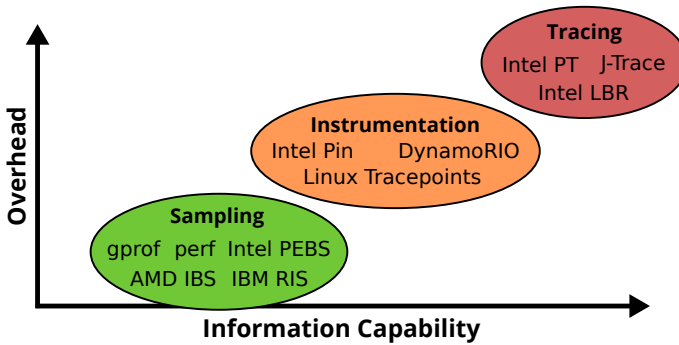 Tracing
Intel PT J-Trace
Intel LBR
Instrumentation
Intel Pin DynamoRIO
Linux Tracepoints
Sampling
gprof perf Intel PEBS
AMD IBS IBM RIS
Overhead
Information Capability